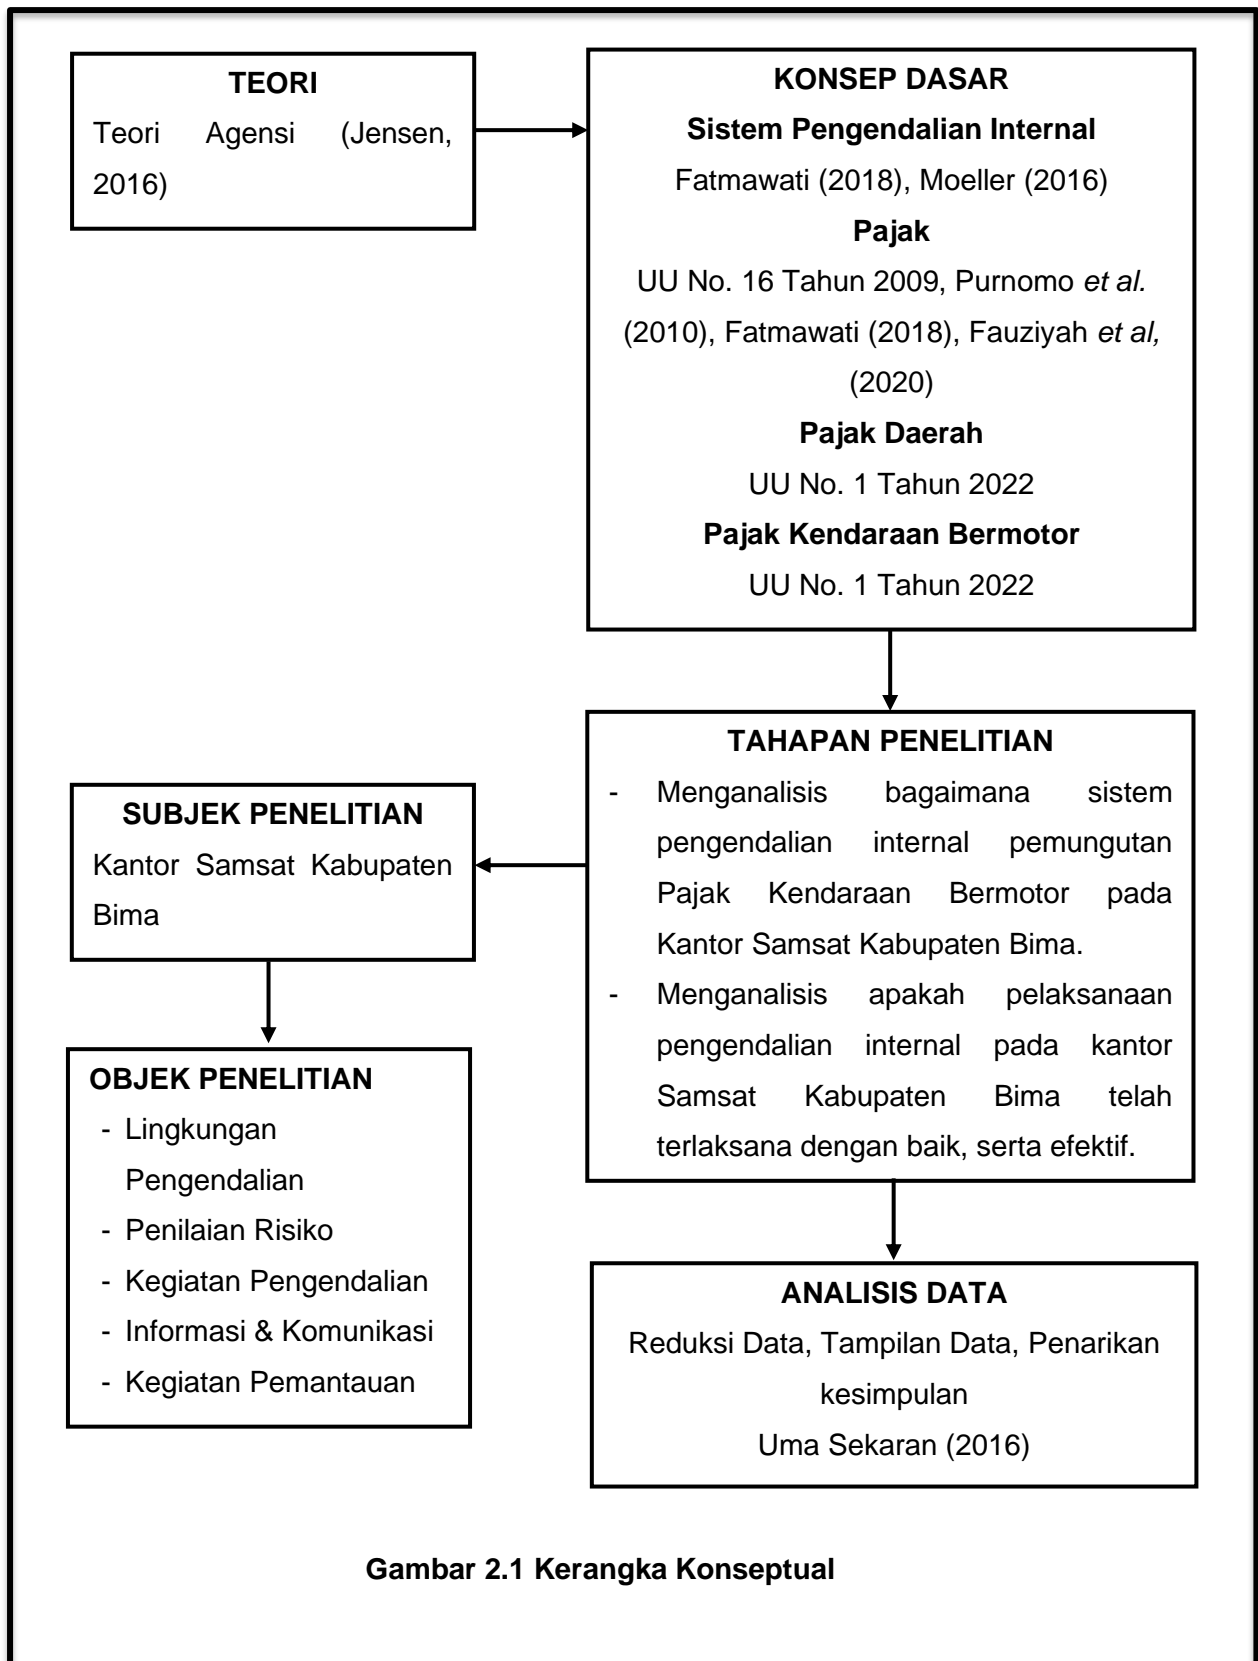 TEORI
Teori Agensi (Jensen,
2016)
KONSEP DASAR
Sistem Pengendalian Internal
Fatmawati (2018), Moeller (2016)
Pajak
UU No. 16 Tahun 2009, Purnomo et al.
(2010), Fatmawati (2018), Fauziyah et al,
(2020)
Pajak Daerah
UU No. 1 Tahun 2022
Pajak Kendaraan Bermotor
UU No. 1 Tahun 2022
TAHAPAN PENELITIAN
- Menganalisis bagaimana sistem
pengendalian internal pemungutan
Pajak Kendaraan Bermotor pada
Kantor Samsat Kabupaten Bima.
- Menganalisis apakah pelaksanaan
pengendalian internal pada kantor
Samsat Kabupaten Bima telah
terlaksana dengan baik, serta efektif.
SUBJEK PENELITIAN
Kantor Samsat Kabupaten
Bima
OBJEK PENELITIAN
- Lingkungan
Pengendalian
- Penilaian Risiko
- Kegiatan Pengendalian
- Informasi & Komunikasi
- Kegiatan Pemantauan
ANALISIS DATA
Reduksi Data, Tampilan Data, Penarikan
kesimpulan
Uma Sekaran (2016)
Gambar 2.1 Kerangka Konseptual